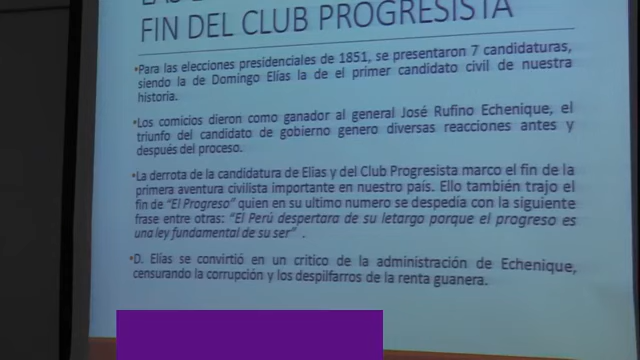 FIN DEL CLUB PROGRESISTA
•Para las elecciones presidenciales de 1851, se presentaron 7 candidaturas,
siendo la de Domingo Elías la de el primer candidato civil de nuestra
historia.
•Los comicios dieron como ganador al general José Rufino Echenique, el
triunfo del candidato de gobierno genero diversas reacciones antes y
después del proceso.
•La derrota de la candidatura de Elias y del Club Progresista marco el fin de la
primera aventura civilista importante en nuestro país. Ello también trajo el
fin de “El Progreso” quien en su ultimo numero se despedía con la siguiente
frase entre otras: “El Perú despertara de su letargo porque el progreso es
una ley fundamental de su ser” .
•D. Elías se convirtió en un critico de la administración de Echenique,
censurando la corrupción y los despilfarros de la renta guanera.